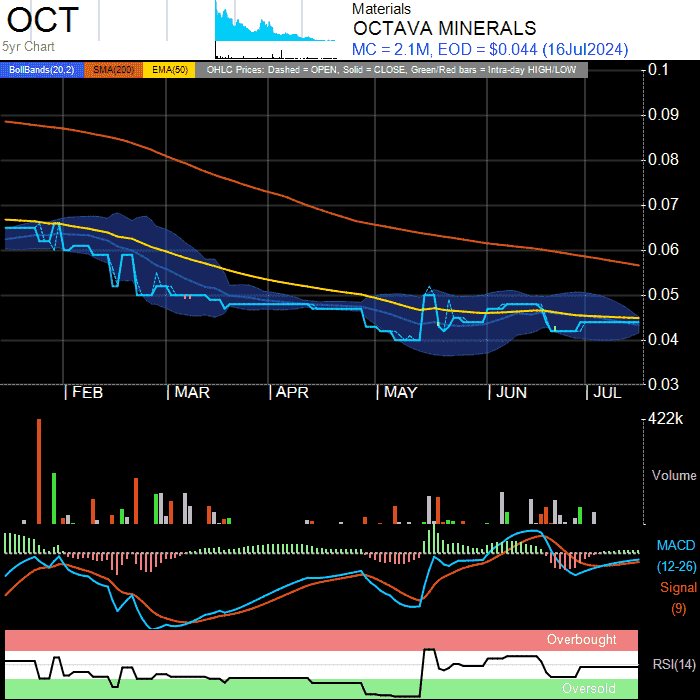 OCT
5yr Chart
Materials
OCTAVA MINERALS
MC = 2.1M, EOD = $0.044 (16Jul2024)
BollBands(20,2) SMA(200) EMA(50) OHLC Prices: Dashed = OPEN, Solid = CLOSE, Green/Red bars = Intra-day HIGH/LOW
0.1
0.09
0.08
0.07
0.06
0.05
0.04
0.03
| FEB | MAR | APR | MAY | JUN | JUL
422k
Volume
MACD
(12-26)
Signal
(9)
Overbought
RSI(14)
Oversold